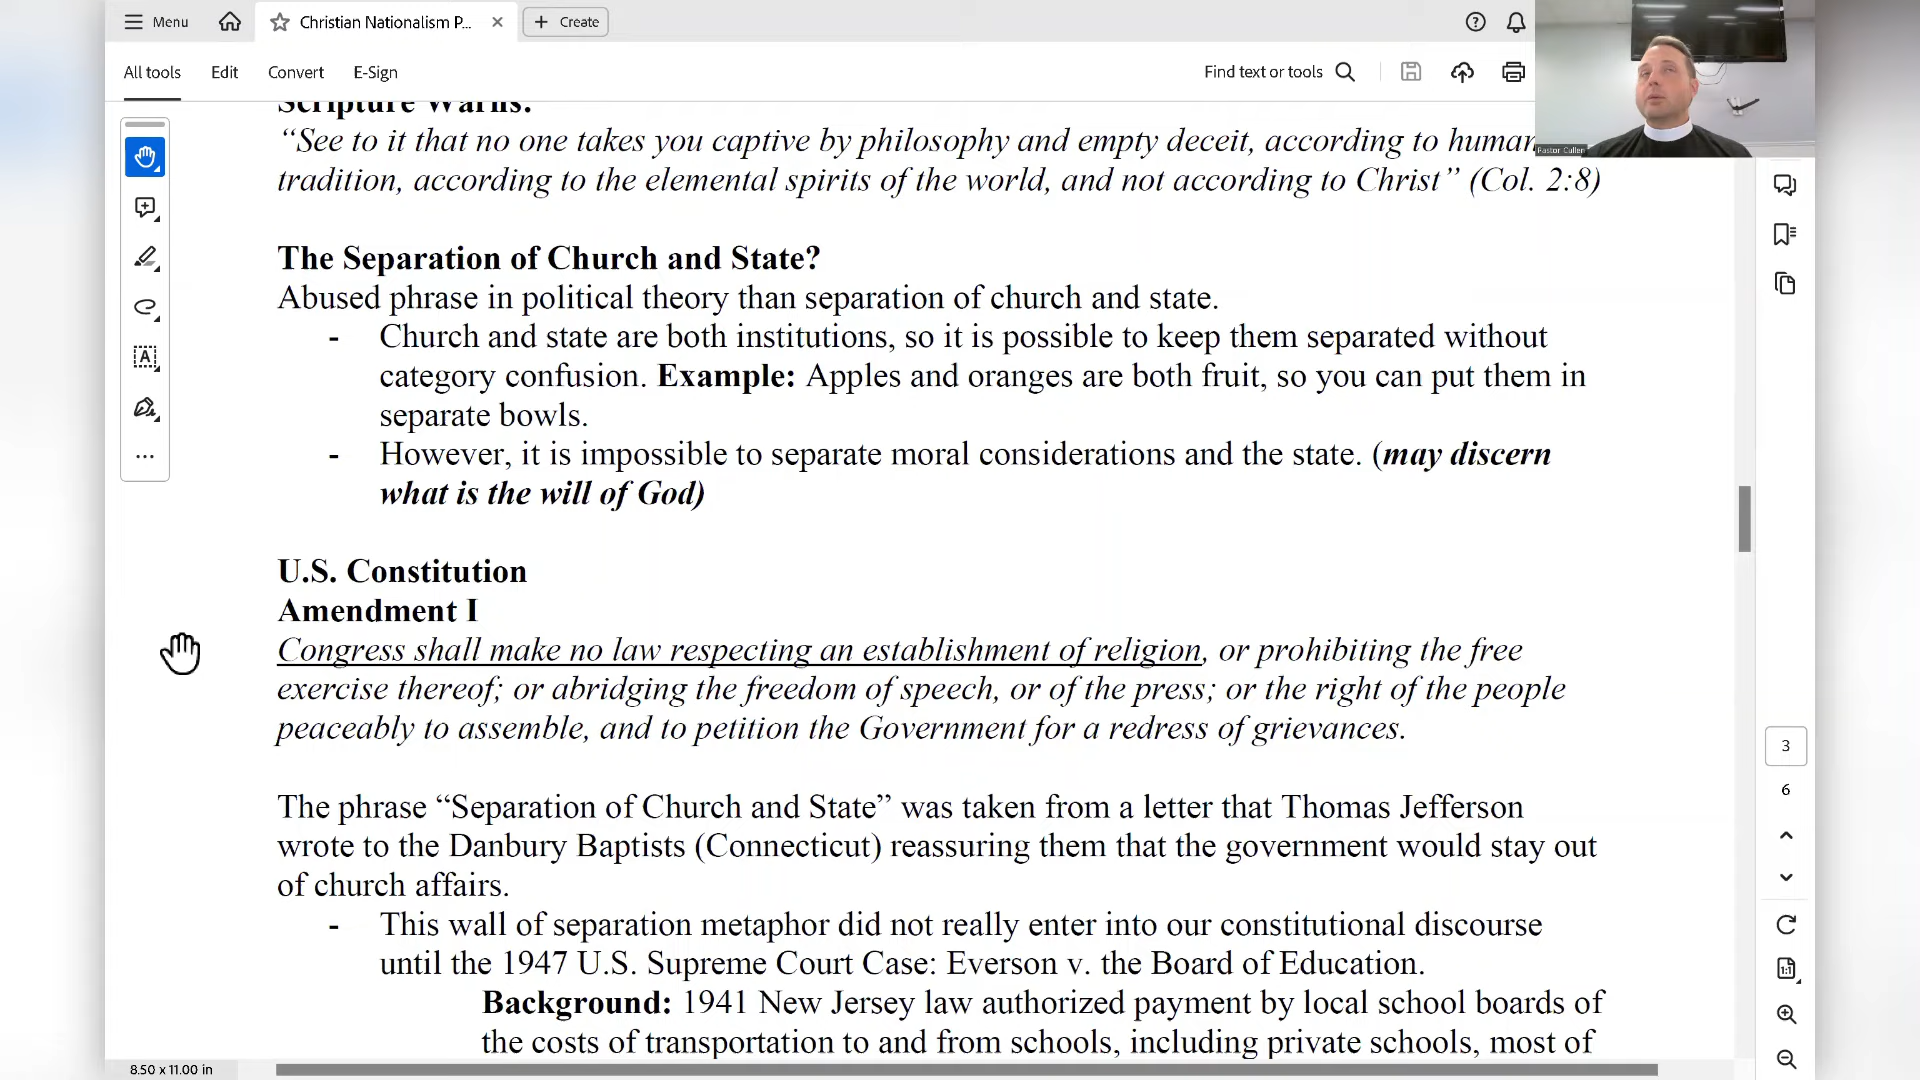 Menu
Christian Nationalism P...
Create
All tools
Edit
Convert
E-Sign
Find text or tools
Pastor Cullen
Scripture Warns:
“See to it that no one takes you captive by philosophy and empty deceit, according to human
tradition, according to the elemental spirits of the world, and not according to Christ” (Col. 2:8)
The Separation of Church and State?
Abused phrase in political theory than separation of church and state.
- Church and state are both institutions, so it is possible to keep them separated without
category confusion. Example: Apples and oranges are both fruit, so you can put them in
separate bowls.
- However, it is impossible to separate moral considerations and the state. (may discern
what is the will of God)
U.S. Constitution
Amendment I
Congress shall make no law respecting an establishment of religion, or prohibiting the free
exercise thereof; or abridging the freedom of speech, or of the press; or the right of the people
peaceably to assemble, and to petition the Government for a redress of grievances.
The phrase “Separation of Church and State” was taken from a letter that Thomas Jefferson
wrote to the Danbury Baptists (Connecticut) reassuring them that the government would stay out
of church affairs.
- This wall of separation metaphor did not really enter into our constitutional discourse
until the 1947 U.S. Supreme Court Case: Everson v. the Board of Education.
Background: 1941 New Jersey law authorized payment by local school boards of
the costs of transportation to and from schools, including private schools, most of
3
6
1:1
8.50 x 11.00 in